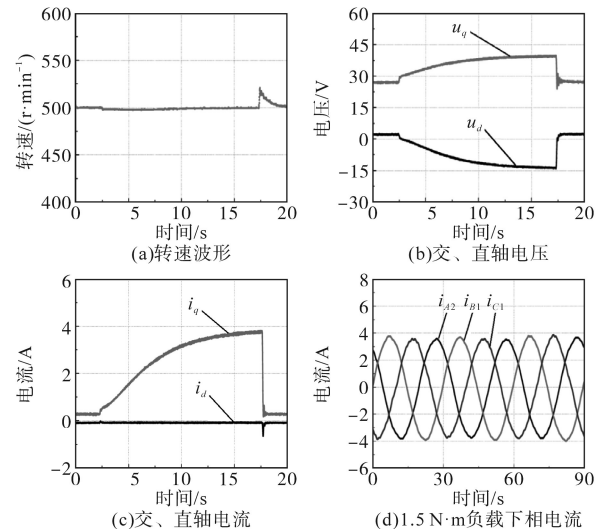 600
550
500
450
400
转速/(r·min⁻¹)
0
5
10
15
20
时间/s
(a)转速波形
60
45
30
15
0
-15
-30
电压/V
u_q
u_d
0
5
10
15
20
时间/s
(b)交、直轴电压
6
4
2
0
-2
电流/A
i_q
i_d
0
5
10
15
20
时间/s
(c)交、直轴电流
8
6
4
2
0
-2
-4
-6
电流/A
i_A2 i_B1 i_C1
0
30
60
90
时间/s
(d)1.5 N·m负载下相电流